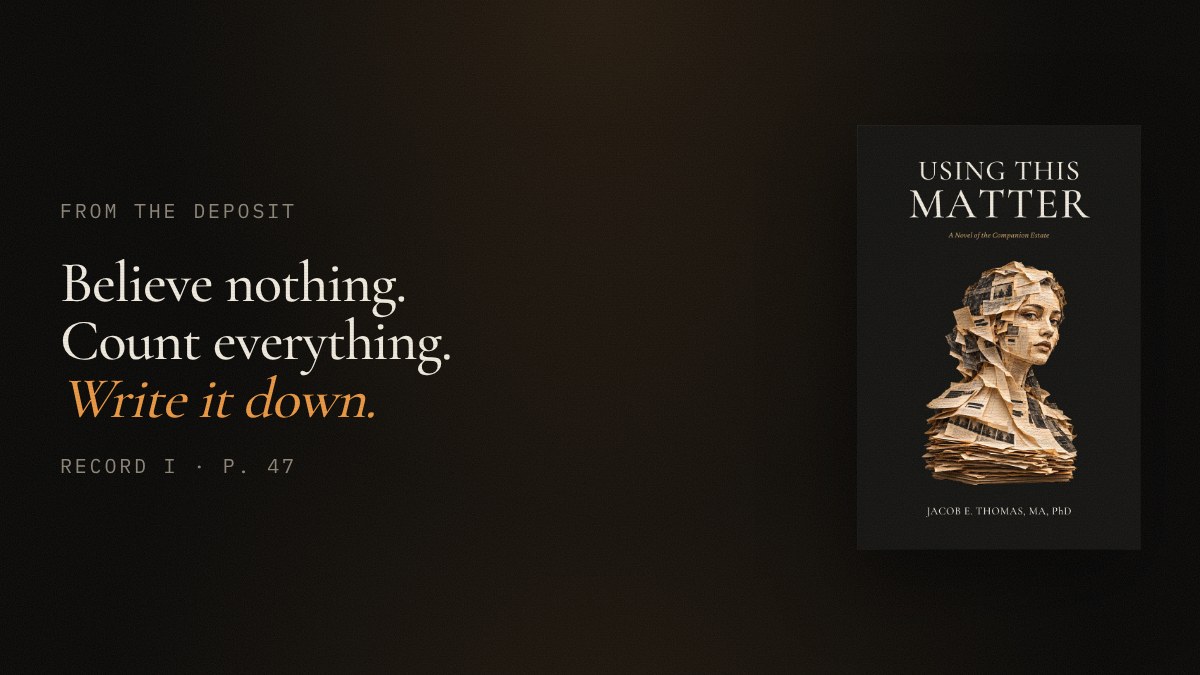 FROM THE DEPOSIT
Believe nothing.
Count everything.
Write it down.
RECORD I · P. 47
USING THIS
MATTER
A Novel of the Companion Estate
JACOB E. THOMAS, MA, PhD